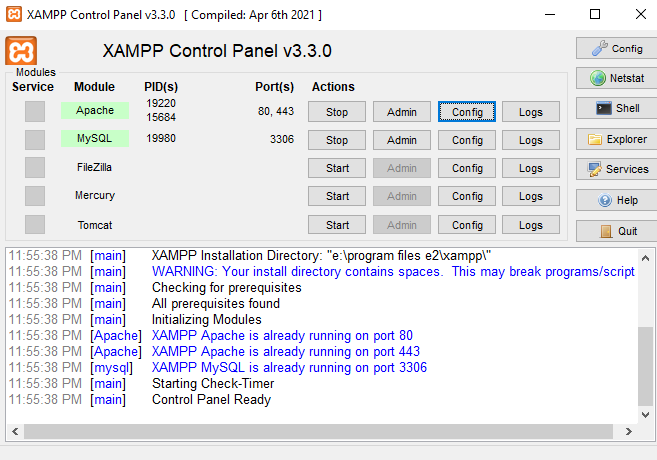 XAMPP Control Panel v3.3.0 [ Compiled: Apr 6th 2021 ]
XAMPP Control Panel v3.3.0
Config
Modules
Service Module PID(s) Port(s) Actions
Netstat
Apache 19220 15684 80, 443 Stop Admin Config Logs
Shell
MySQL 19980 3306 Stop Admin Config Logs
Explorer
FileZilla Start Admin Config Logs
Services
Mercury Start Admin Config Logs
Help
Tomcat Start Admin Config Logs
Quit
11:55:38 PM [main] XAMPP Installation Directory: "e:\program files e2\xampp\"
11:55:38 PM [main] WARNING: Your install directory contains spaces. This may break programs/script
11:55:38 PM [main] Checking for prerequisites
11:55:38 PM [main] All prerequisites found
11:55:38 PM [main] Initializing Modules
11:55:38 PM [Apache] XAMPP Apache is already running on port 80
11:55:38 PM [Apache] XAMPP Apache is already running on port 443
11:55:38 PM [mysql] XAMPP MySQL is already running on port 3306
11:55:38 PM [main] Starting Check-Timer
11:55:38 PM [main] Control Panel Ready